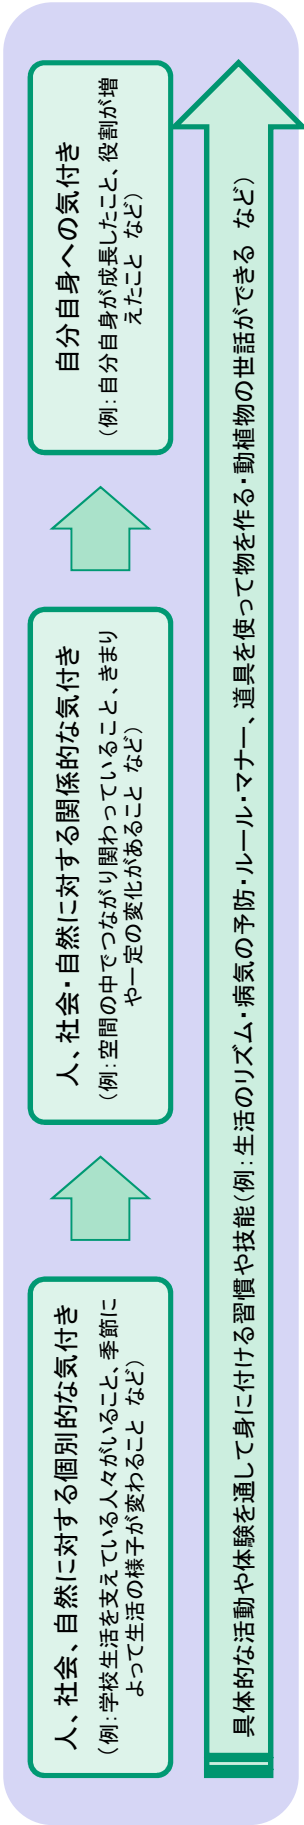 人、社会、自然に対する個別的な気付き
（例：学校生活を支えている人々がいること、季節に
よって生活の様子が変わること など）
人、社会・自然に対する関係的な気付き
（例：空間の中でつながり関わっていること、きまり
や一定の変化があること など）
自分自身への気付き
（例：自分自身が成長したこと、役割が増
えたこと など）
具体的な活動や体験を通して身に付ける習慣や技能（例：生活のリズム・病気の予防・ルール・マナー、道具を使って物を作る・動植物の世話ができる など）